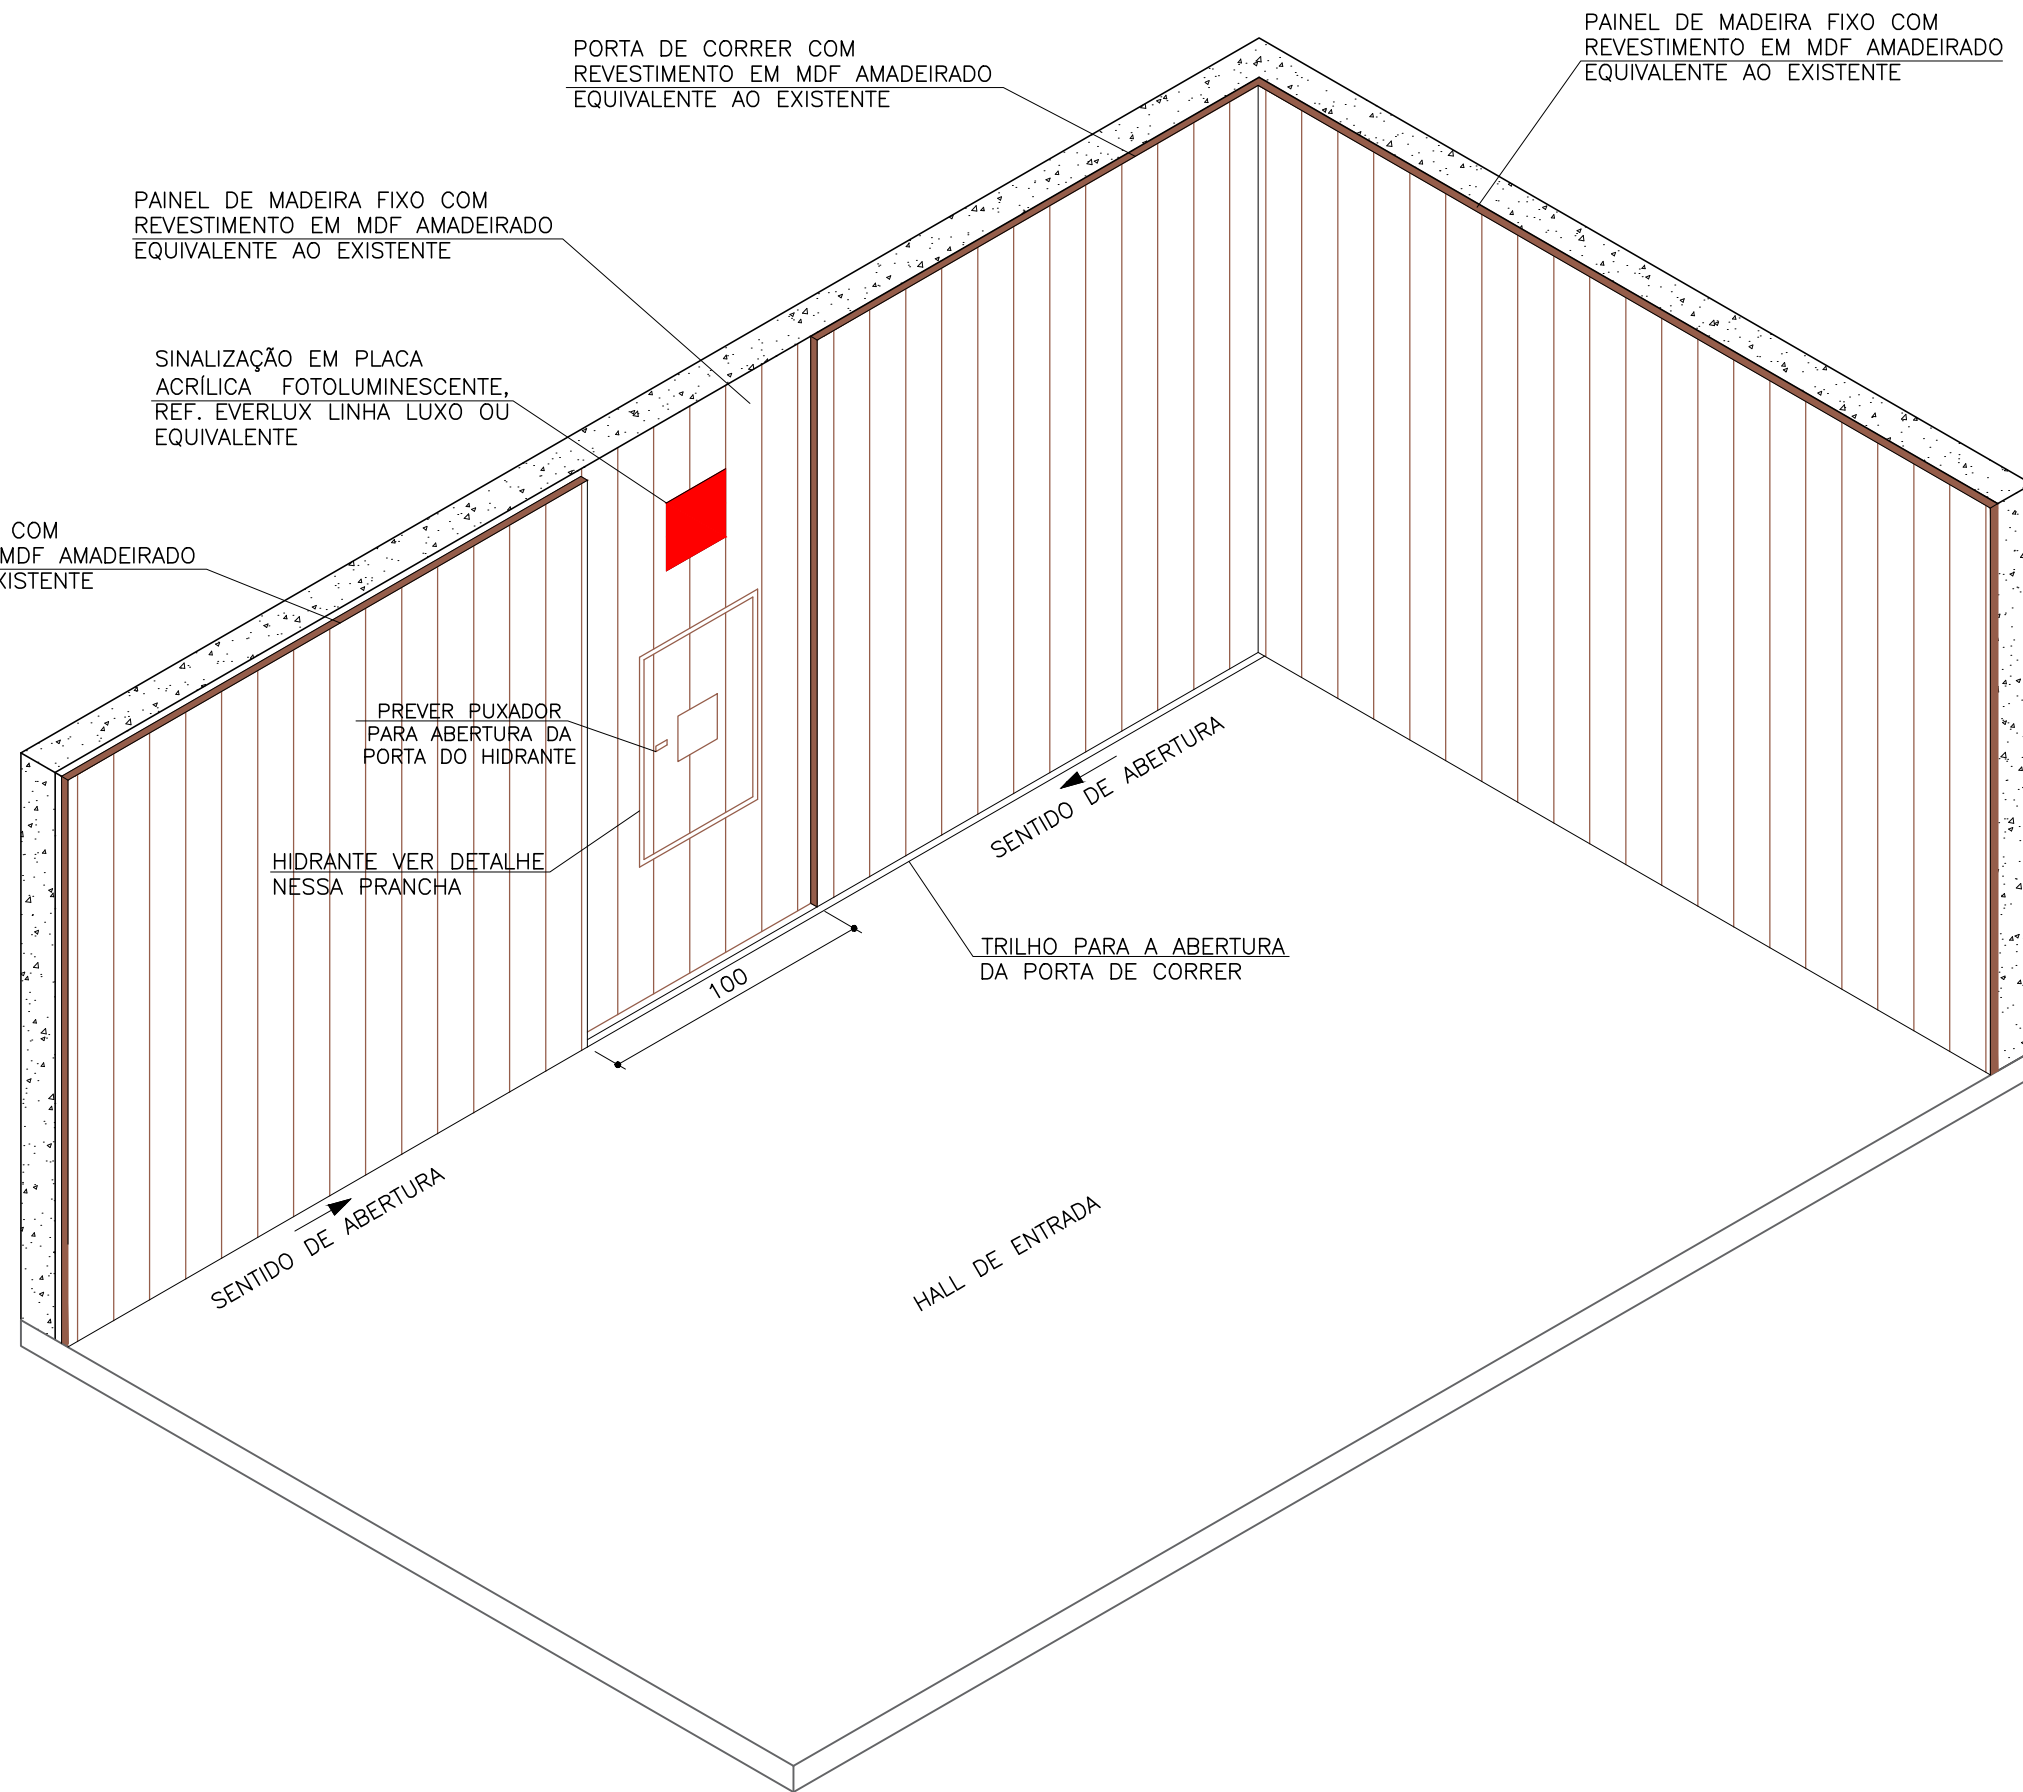 PAINEL DE MADEIRA FIXO COM
REVESTIMENTO EM MDF AMADEIRADO
EQUIVALENTE AO EXISTENTE
PORTA DE CORRER COM
REVESTIMENTO EM MDF AMADEIRADO
EQUIVALENTE AO EXISTENTE
PAINEL DE MADEIRA FIXO COM
REVESTIMENTO EM MDF AMADEIRADO
EQUIVALENTE AO EXISTENTE
SINALIZAÇÃO EM PLACA
ACRÍLICA FOTOLUMINESCENTE,
REF. EVERLUX LINHA LUXO OU
EQUIVALENTE
COM
MDF AMADEIRADO
XISTENTE
PREVER PUXADOR
PARA ABERTURA DA
PORTA DO HIDRANTE
HIDRANTE VER DETALHE
NESSA PRANCHA
SENTIDO DE ABERTURA
TRILHO PARA A ABERTURA
DA PORTA DE CORRER
100
SENTIDO DE ABERTURA
HALL DE ENTRADA